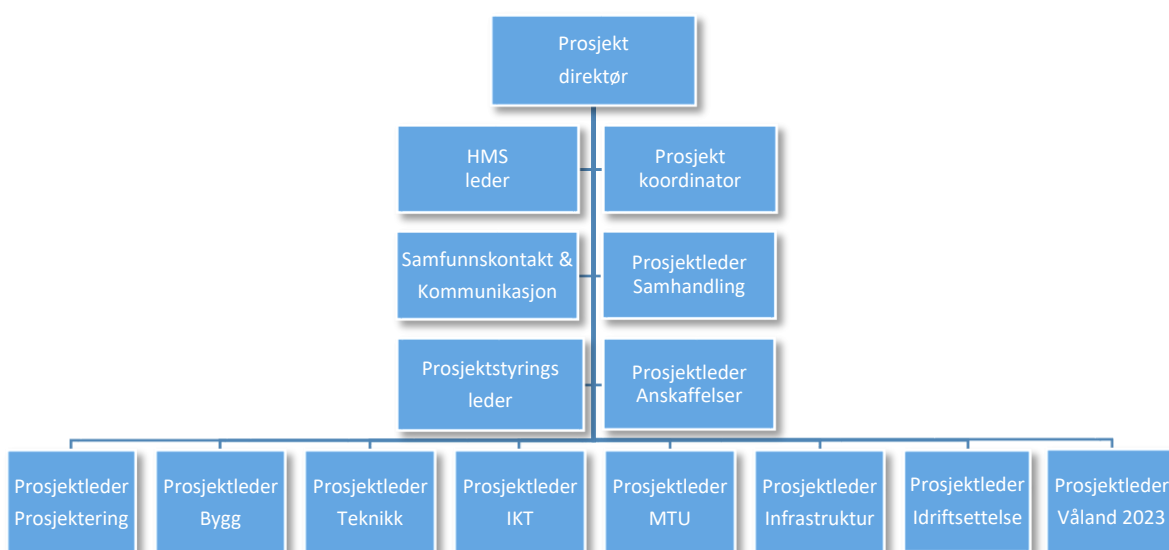 Prosjekt
direktør
HMS
leder
Prosjekt
koordinator
Samfunnskontakt &
Kommunikasjon
Prosjektleder
Samhandling
Prosjektstyrings
leder
Prosjektleder
Anskaffelser
Prosjektleder
Prosjektering
Prosjektleder
Bygg
Prosjektleder
Teknikk
Prosjektleder
IKT
Prosjektleder
MTU
Prosjektleder
Infrastruktur
Prosjektleder
Idriftsettelse
Prosjektleder
Våland 2023